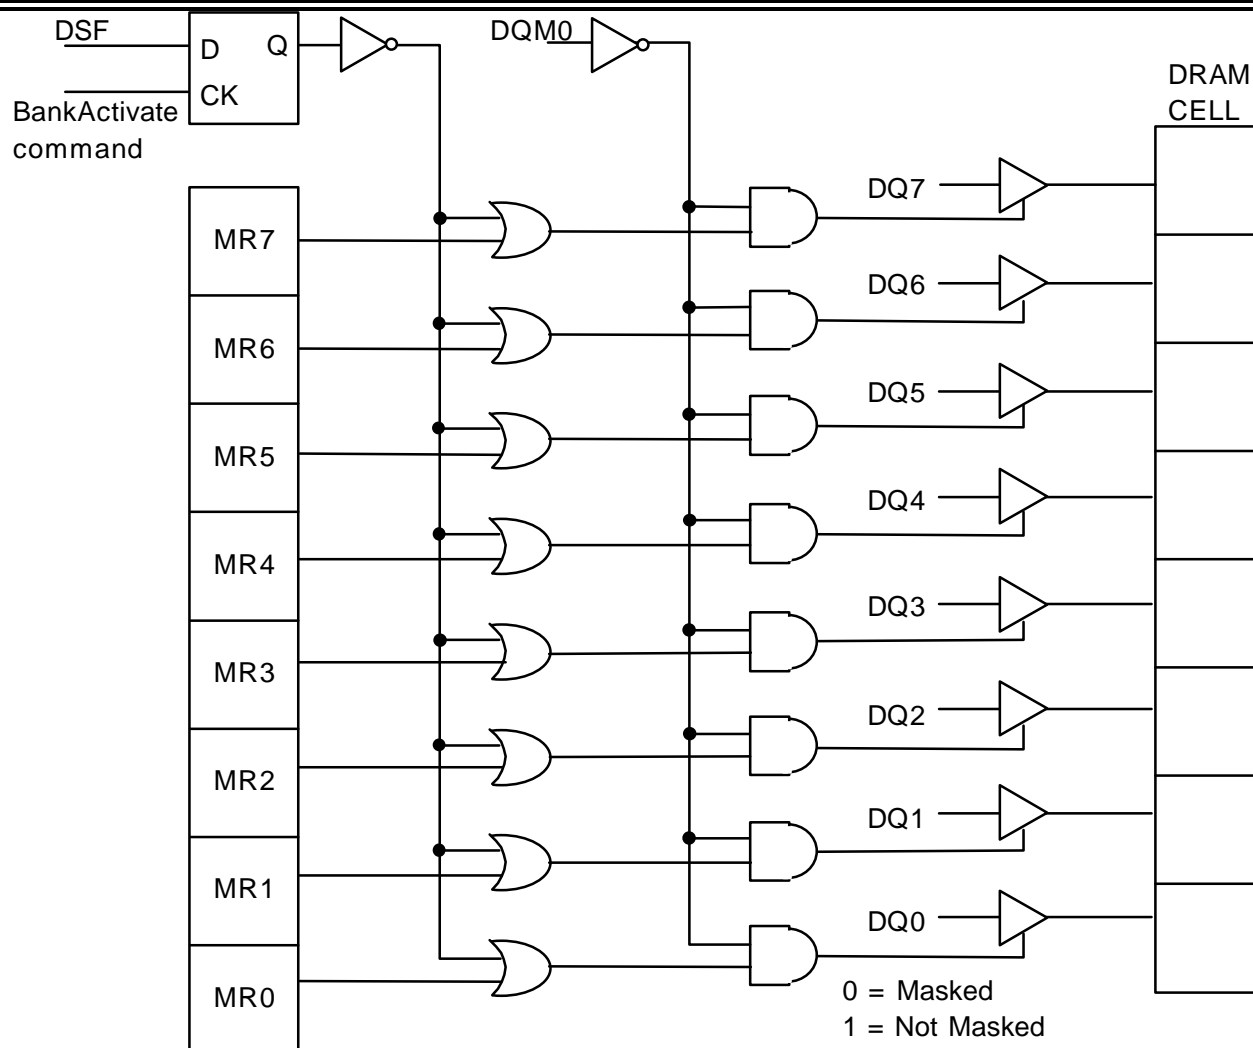 DSF
D Q
CK
BankActivate
command
DQM0
DRAM
CELL
MR7
MR6
MR5
MR4
MR3
MR2
MR1
MR0
DQ7
DQ6
DQ5
DQ4
DQ3
DQ2
DQ1
DQ0
0 = Masked
1 = Not Masked